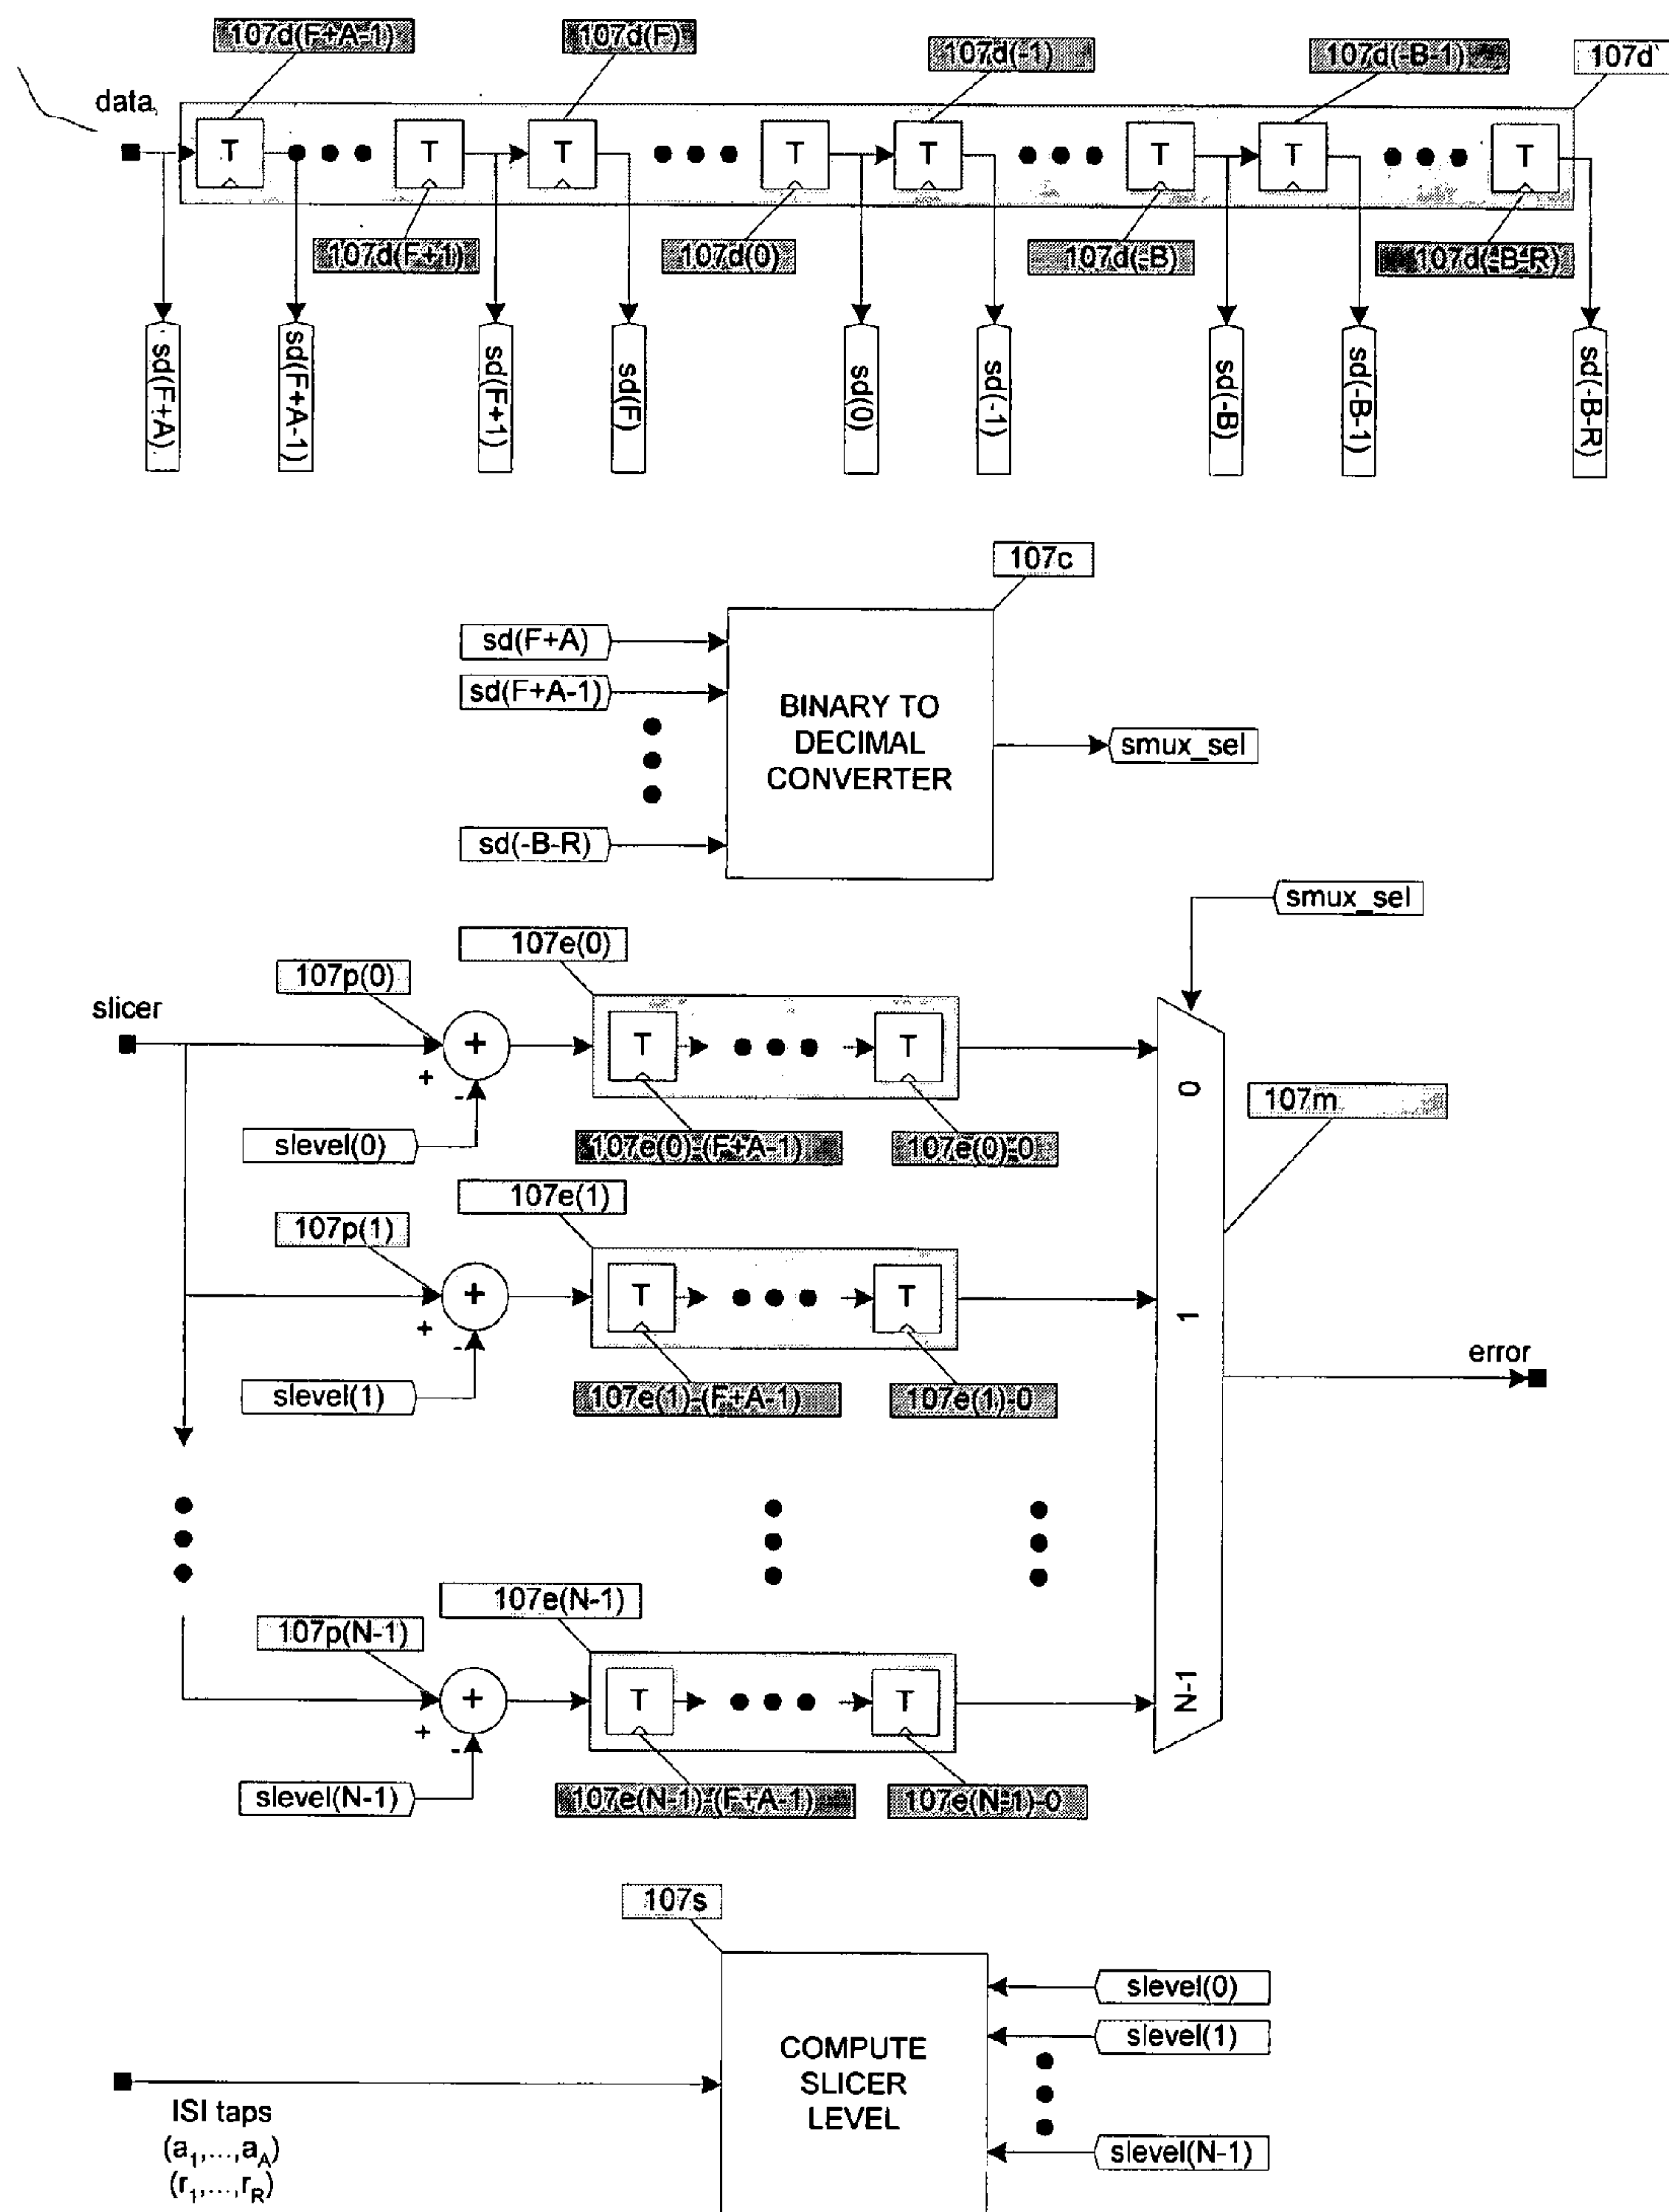 107d(F+A-1)
107d(F)
107d(-1)
107d(-B-1)
107d
data
T
T
T
T
T
T
T
T
107d(F+1)
107d(0)
107d(-B)
107d(-B-R)
sd(F+A)
sd(F+A-1)
sd(F+1)
sd(F)
sd(0)
sd(-1)
sd(-B)
sd(-B-1)
sd(-B-R)
107c
sd(F+A)
sd(F+A-1)
sd(-B-R)
BINARY TO
DECIMAL
CONVERTER
smux_sel
smux_sel
107e(0)
107p(0)
slicer
+
T
T
+
-
slevel(0)
107e(0)-(F+A-1)
107e(0)-0
0
107m
107e(1)
107p(1)
+
T
T
+
-
slevel(1)
107e(1)-(F+A-1)
107e(1)-0
1
error
107e(N-1)
107p(N-1)
+
T
T
+
-
slevel(N-1)
107e(N-1)-(F+A-1)
107e(N-1)-0
N-1
107s
COMPUTE
SLICER
LEVEL
slevel(0)
slevel(1)
slevel(N-1)
ISI taps
(a1,...,aA)
(r1,...,rR)